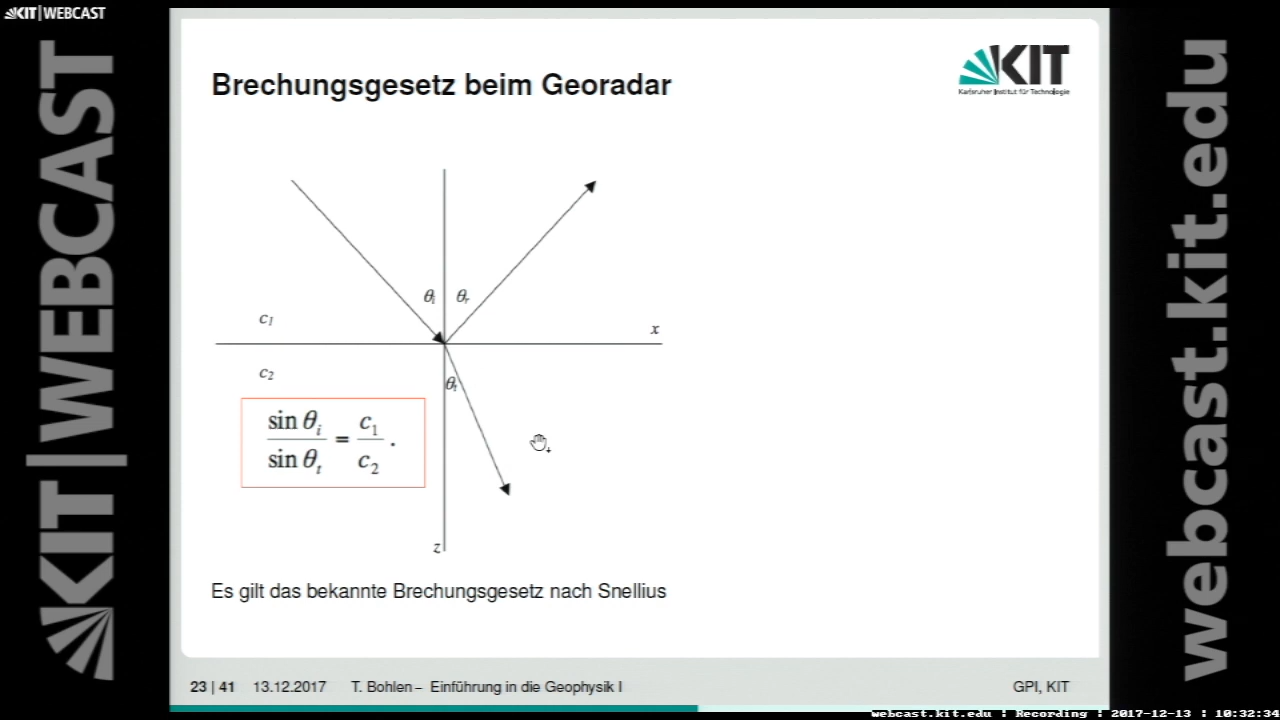 KIT|WEBCAST
KIT|WEBCAST
webcast.kit.edu
Brechungsgesetz beim Georadar
KIT
Karlsruher Institut für Technologie
θi θr
c1
x
c2
θt
sin θi / sin θt = c1 / c2 .
z
Es gilt das bekannte Brechungsgesetz nach Snellius
23 | 41 13.12.2017 T. Bohlen – Einführung in die Geophysik I GPI, KIT
webcast.kit.edu : Recording : 2017-12-13 : 10:32:34